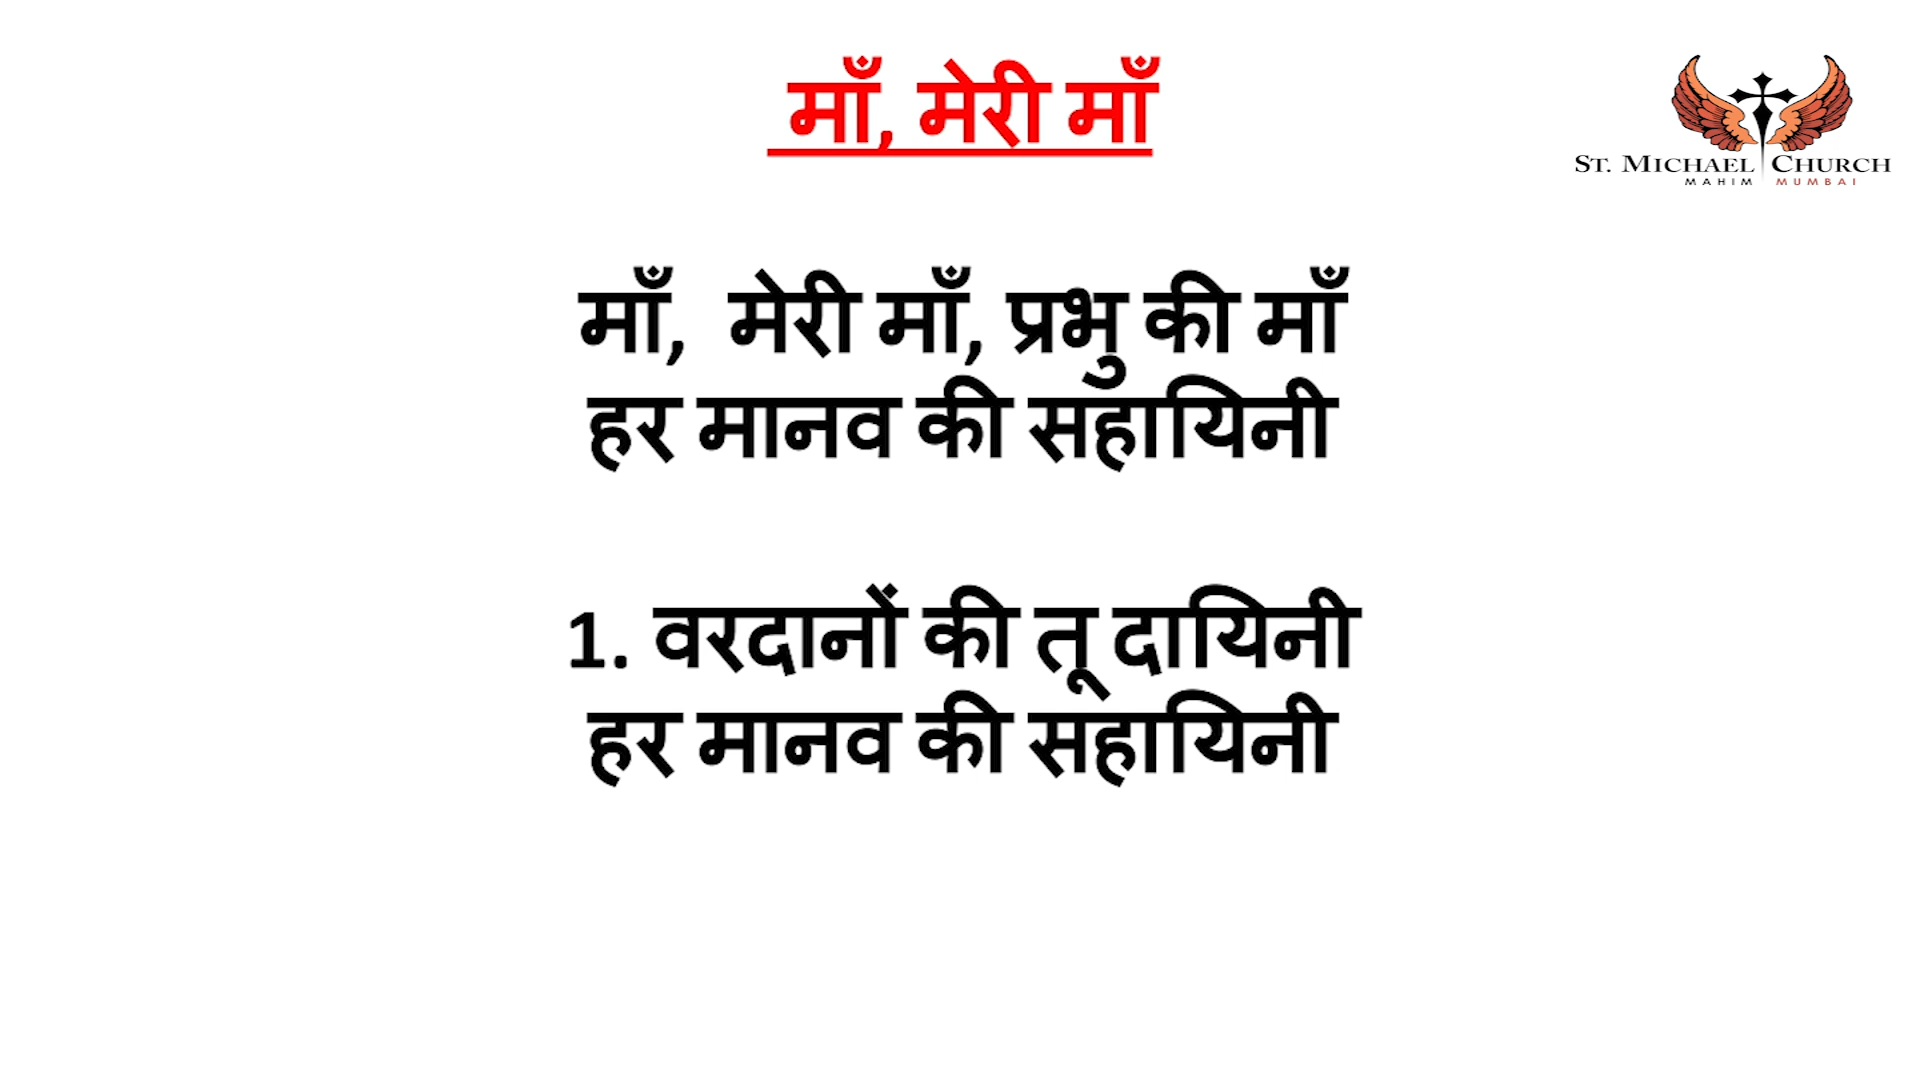 माँ, मेरी माँ
ST. MICHAEL CHURCH
MAHIM MUMBAI
माँ, मेरी माँ, प्रभु की माँ
हर मानव की सहायिनी
1. वरदानों की तू दायिनी
हर मानव की सहायिनी